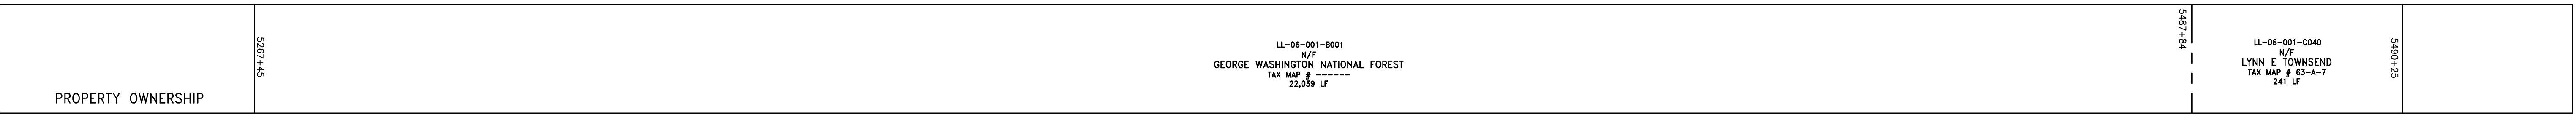 PROPERTY OWNERSHIP
5267+45
LL-06-001-B001
N/F
GEORGE WASHINGTON NATIONAL FOREST
TAX MAP # ------
22,039 LF
5487+84
LL-06-001-C040
N/F
LYNN E TOWNSEND
TAX MAP # 63-A-7
241 LF
5490+25